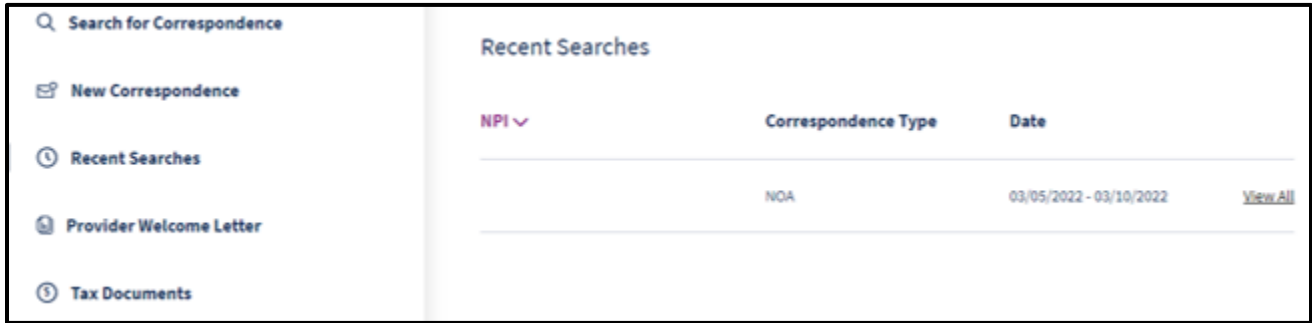 Search for Correspondence
New Correspondence
Recent Searches
Provider Welcome Letter
Tax Documents
Recent Searches
NPI Correspondence Type Date
NOA 03/05/2022 - 03/10/2022 View All